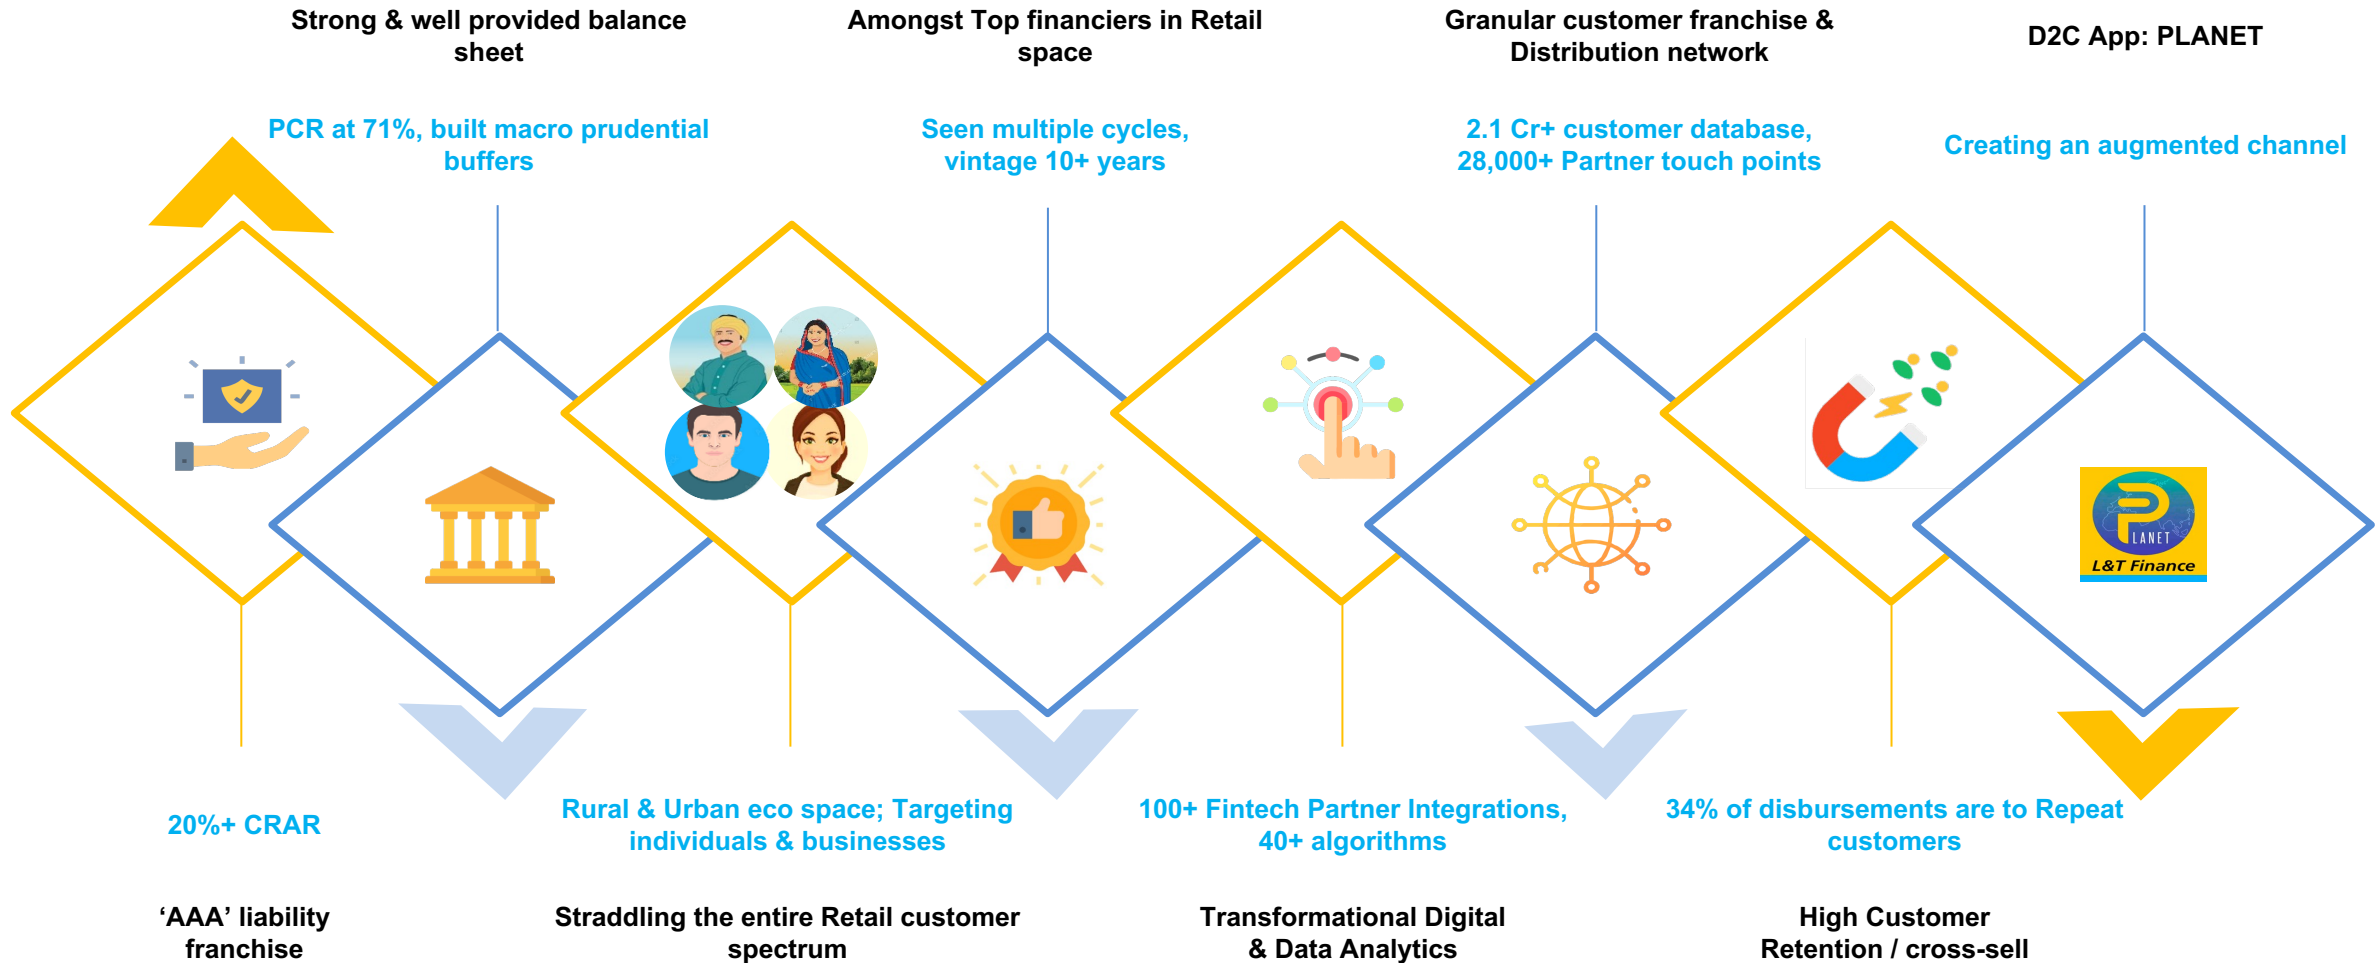 Strong & well provided balance
sheet
Amongst Top financiers in Retail
space
Granular customer franchise &
Distribution network
D2C App: PLANET
PCR at 71%, built macro prudential
buffers
Seen multiple cycles,
vintage 10+ years
2.1 Cr+ customer database,
28,000+ Partner touch points
Creating an augmented channel
P
LANET
L&T Finance
20%+ CRAR
Rural & Urban eco space; Targeting
individuals & businesses
100+ Fintech Partner Integrations,
40+ algorithms
34% of disbursements are to Repeat
customers
‘AAA’ liability
franchise
Straddling the entire Retail customer
spectrum
Transformational Digital
& Data Analytics
High Customer
Retention / cross-sell